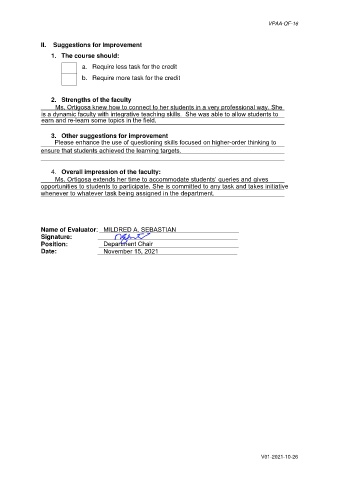 VPAA-QF-16
II. Suggestions for Improvement
1. The course should:
a. Require less task for the credit
b. Require more task for the credit
2. Strengths of the faculty
Ms. Ortigosa knew how to connect to her students in a very professional way. She
is a dynamic faculty with integrative teaching skills. She was able to allow students to
earn and re-learn some topics in the field.
3. Other suggestions for improvement
Please enhance the use of questioning skills focused on higher-order thinking to
ensure that students achieved the learning targets.
4. Overall impression of the faculty:
Ms. Ortigosa extends her time to accommodate students' queries and gives
opportunities to students to participate. She is committed to any task and takes initiative
whenever to whatever task being assigned in the department.
Name of Evaluator: MILDRED A. SEBASTIAN
Signature:
Position: Department Chair
Date: November 15, 2021
V01-2021-10-26